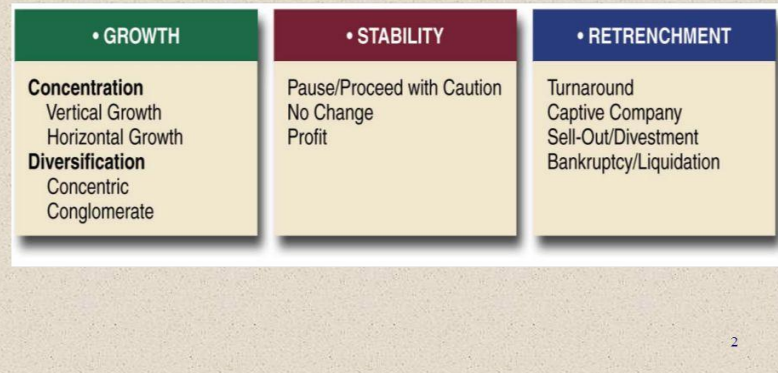 • GROWTH
Concentration
Vertical Growth
Horizontal Growth
Diversification
Concentric
Conglomerate
• STABILITY
Pause/Proceed with Caution
No Change
Profit
• RETRENCHMENT
Turnaround
Captive Company
Sell-Out/Divestment
Bankruptcy/Liquidation
2